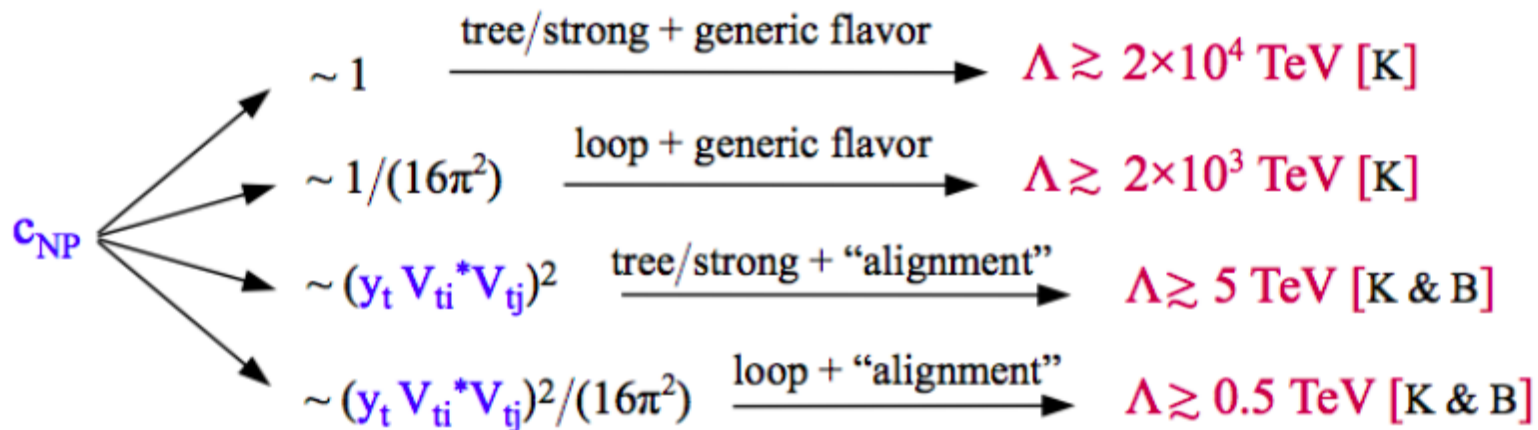 tree/strong + generic flavor
~ 1 Λ ≳ 2×10⁴ TeV [K]
loop + generic flavor
~ 1/(16π²) Λ ≳ 2×10³ TeV [K]
c_NP
tree/strong + “alignment”
~ (y_t V_ti* V_tj)² Λ ≳ 5 TeV [K & B]
loop + “alignment”
~ (y_t V_ti* V_tj)²/(16π²) Λ ≳ 0.5 TeV [K & B]